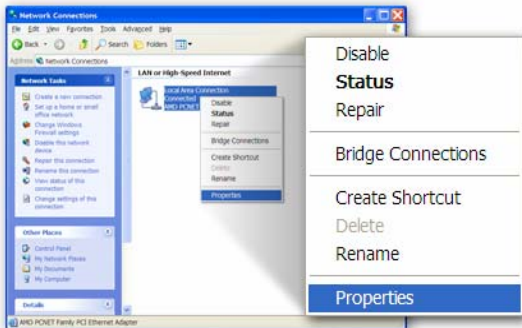 Network Connections
File Edit View Favorites Tools Advanced Help
Back Search Folders
Address Network Connections
Network Tasks
Create a new connection
Set up a home or small
office network
Change Windows
Firewall settings
Disable this network
device
Repair this connection
Rename this connection
View status of this
connection
Change settings of this
connection
Other Places
Control Panel
My Network Places
My Documents
My Computer
Details
LAN or High-Speed Internet
Local Area Connection
Connected
AMD PCNET
Disable
Status
Repair
Bridge Connections
Create Shortcut
Delete
Rename
Properties
AMD PCNET Family PCI Ethernet Adapter
Disable
Status
Repair
Bridge Connections
Create Shortcut
Delete
Rename
Properties